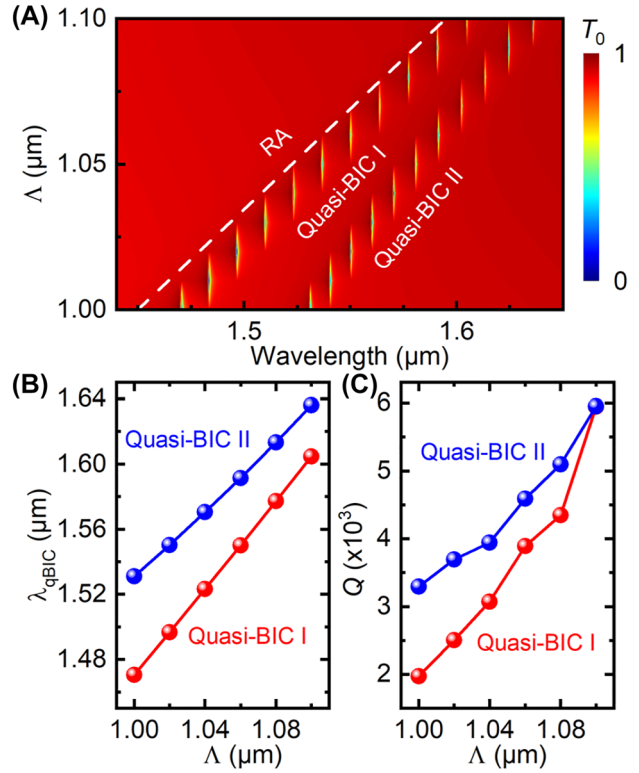 (A)
T₀
1.10
1.05
1.00
Λ (μm)
RA
Quasi-BIC I
Quasi-BIC II
1
0
1.5
1.6
Wavelength (μm)
(B)
1.64
1.60
1.56
1.52
1.48
λqBIC (μm)
Quasi-BIC II
Quasi-BIC I
1.00
1.04
1.08
Λ (μm)
(C)
6
5
4
3
2
Q (x10³)
Quasi-BIC II
Quasi-BIC I
1.00
1.04
1.08
Λ (μm)